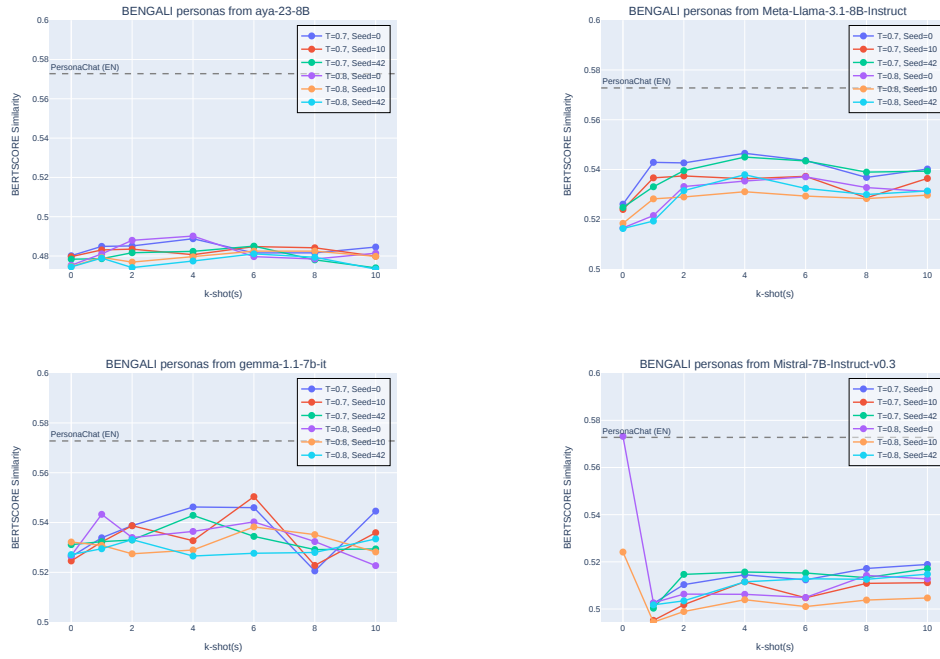 BENGALI personas from aya-23-8B
0.6
0.58
0.56
0.54
0.52
0.5
0.48
BERTSCORE Similarity
PersonaChat (EN)
T=0.7, Seed=0
T=0.7, Seed=10
T=0.7, Seed=42
T=0.8, Seed=0
T=0.8, Seed=10
T=0.8, Seed=42
0 2 4 6 8 10
k-shot(s)
BENGALI personas from Meta-Llama-3.1-8B-Instruct
0.6
0.58
0.56
0.54
0.52
0.5
BERTSCORE Similarity
PersonaChat (EN)
T=0.7, Seed=0
T=0.7, Seed=10
T=0.7, Seed=42
T=0.8, Seed=0
T=0.8, Seed=10
T=0.8, Seed=42
0 2 4 6 8 10
k-shot(s)
BENGALI personas from gemma-1.1-7b-it
0.6
0.58
0.56
0.54
0.52
0.5
BERTSCORE Similarity
PersonaChat (EN)
T=0.7, Seed=0
T=0.7, Seed=10
T=0.7, Seed=42
T=0.8, Seed=0
T=0.8, Seed=10
T=0.8, Seed=42
0 2 4 6 8 10
k-shot(s)
BENGALI personas from Mistral-7B-Instruct-v0.3
0.6
0.58
0.56
0.54
0.52
0.5
BERTSCORE Similarity
PersonaChat (EN)
T=0.7, Seed=0
T=0.7, Seed=10
T=0.7, Seed=42
T=0.8, Seed=0
T=0.8, Seed=10
T=0.8, Seed=42
0 2 4 6 8 10
k-shot(s)